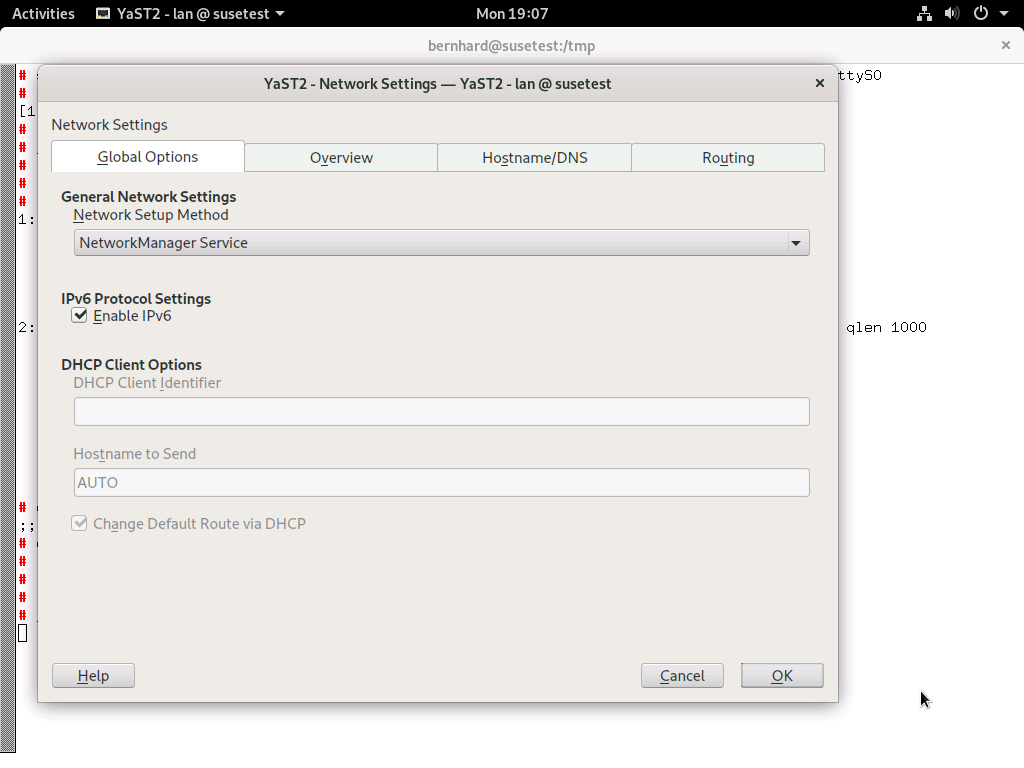 Activities YaST2 - lan @ susetest Mon 19:07
bernhard@susetest:/tmp ×
# ttyS0
YaST2 - Network Settings — YaST2 - lan @ susetest ×
#
[1
Network Settings
#
Global Options Overview Hostname/DNS Routing
#
#
#
General Network Settings
#
Network Setup Method
1:
NetworkManager Service
IPv6 Protocol Settings
Enable IPv6
2: qlen 1000
DHCP Client Options
DHCP Client Identifier
Hostname to Send
AUTO
#
;;
Change Default Route via DHCP
#
#
#
#
#
Help Cancel OK